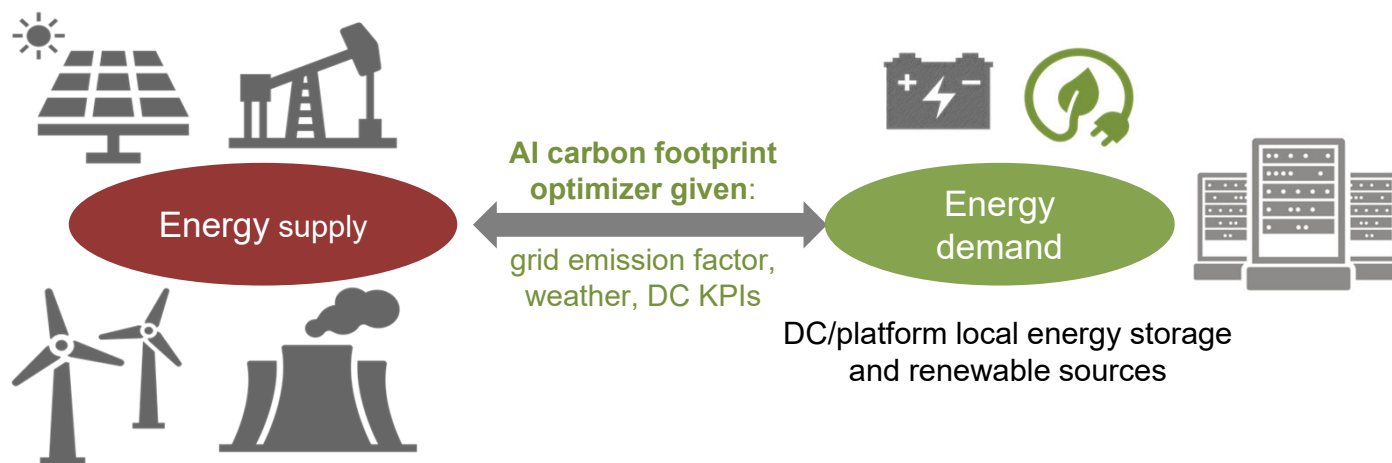 AI carbon footprint
optimizer given:
Energy supply
grid emission factor,
weather, DC KPIs
Energy
demand
DC/platform local energy storage
and renewable sources